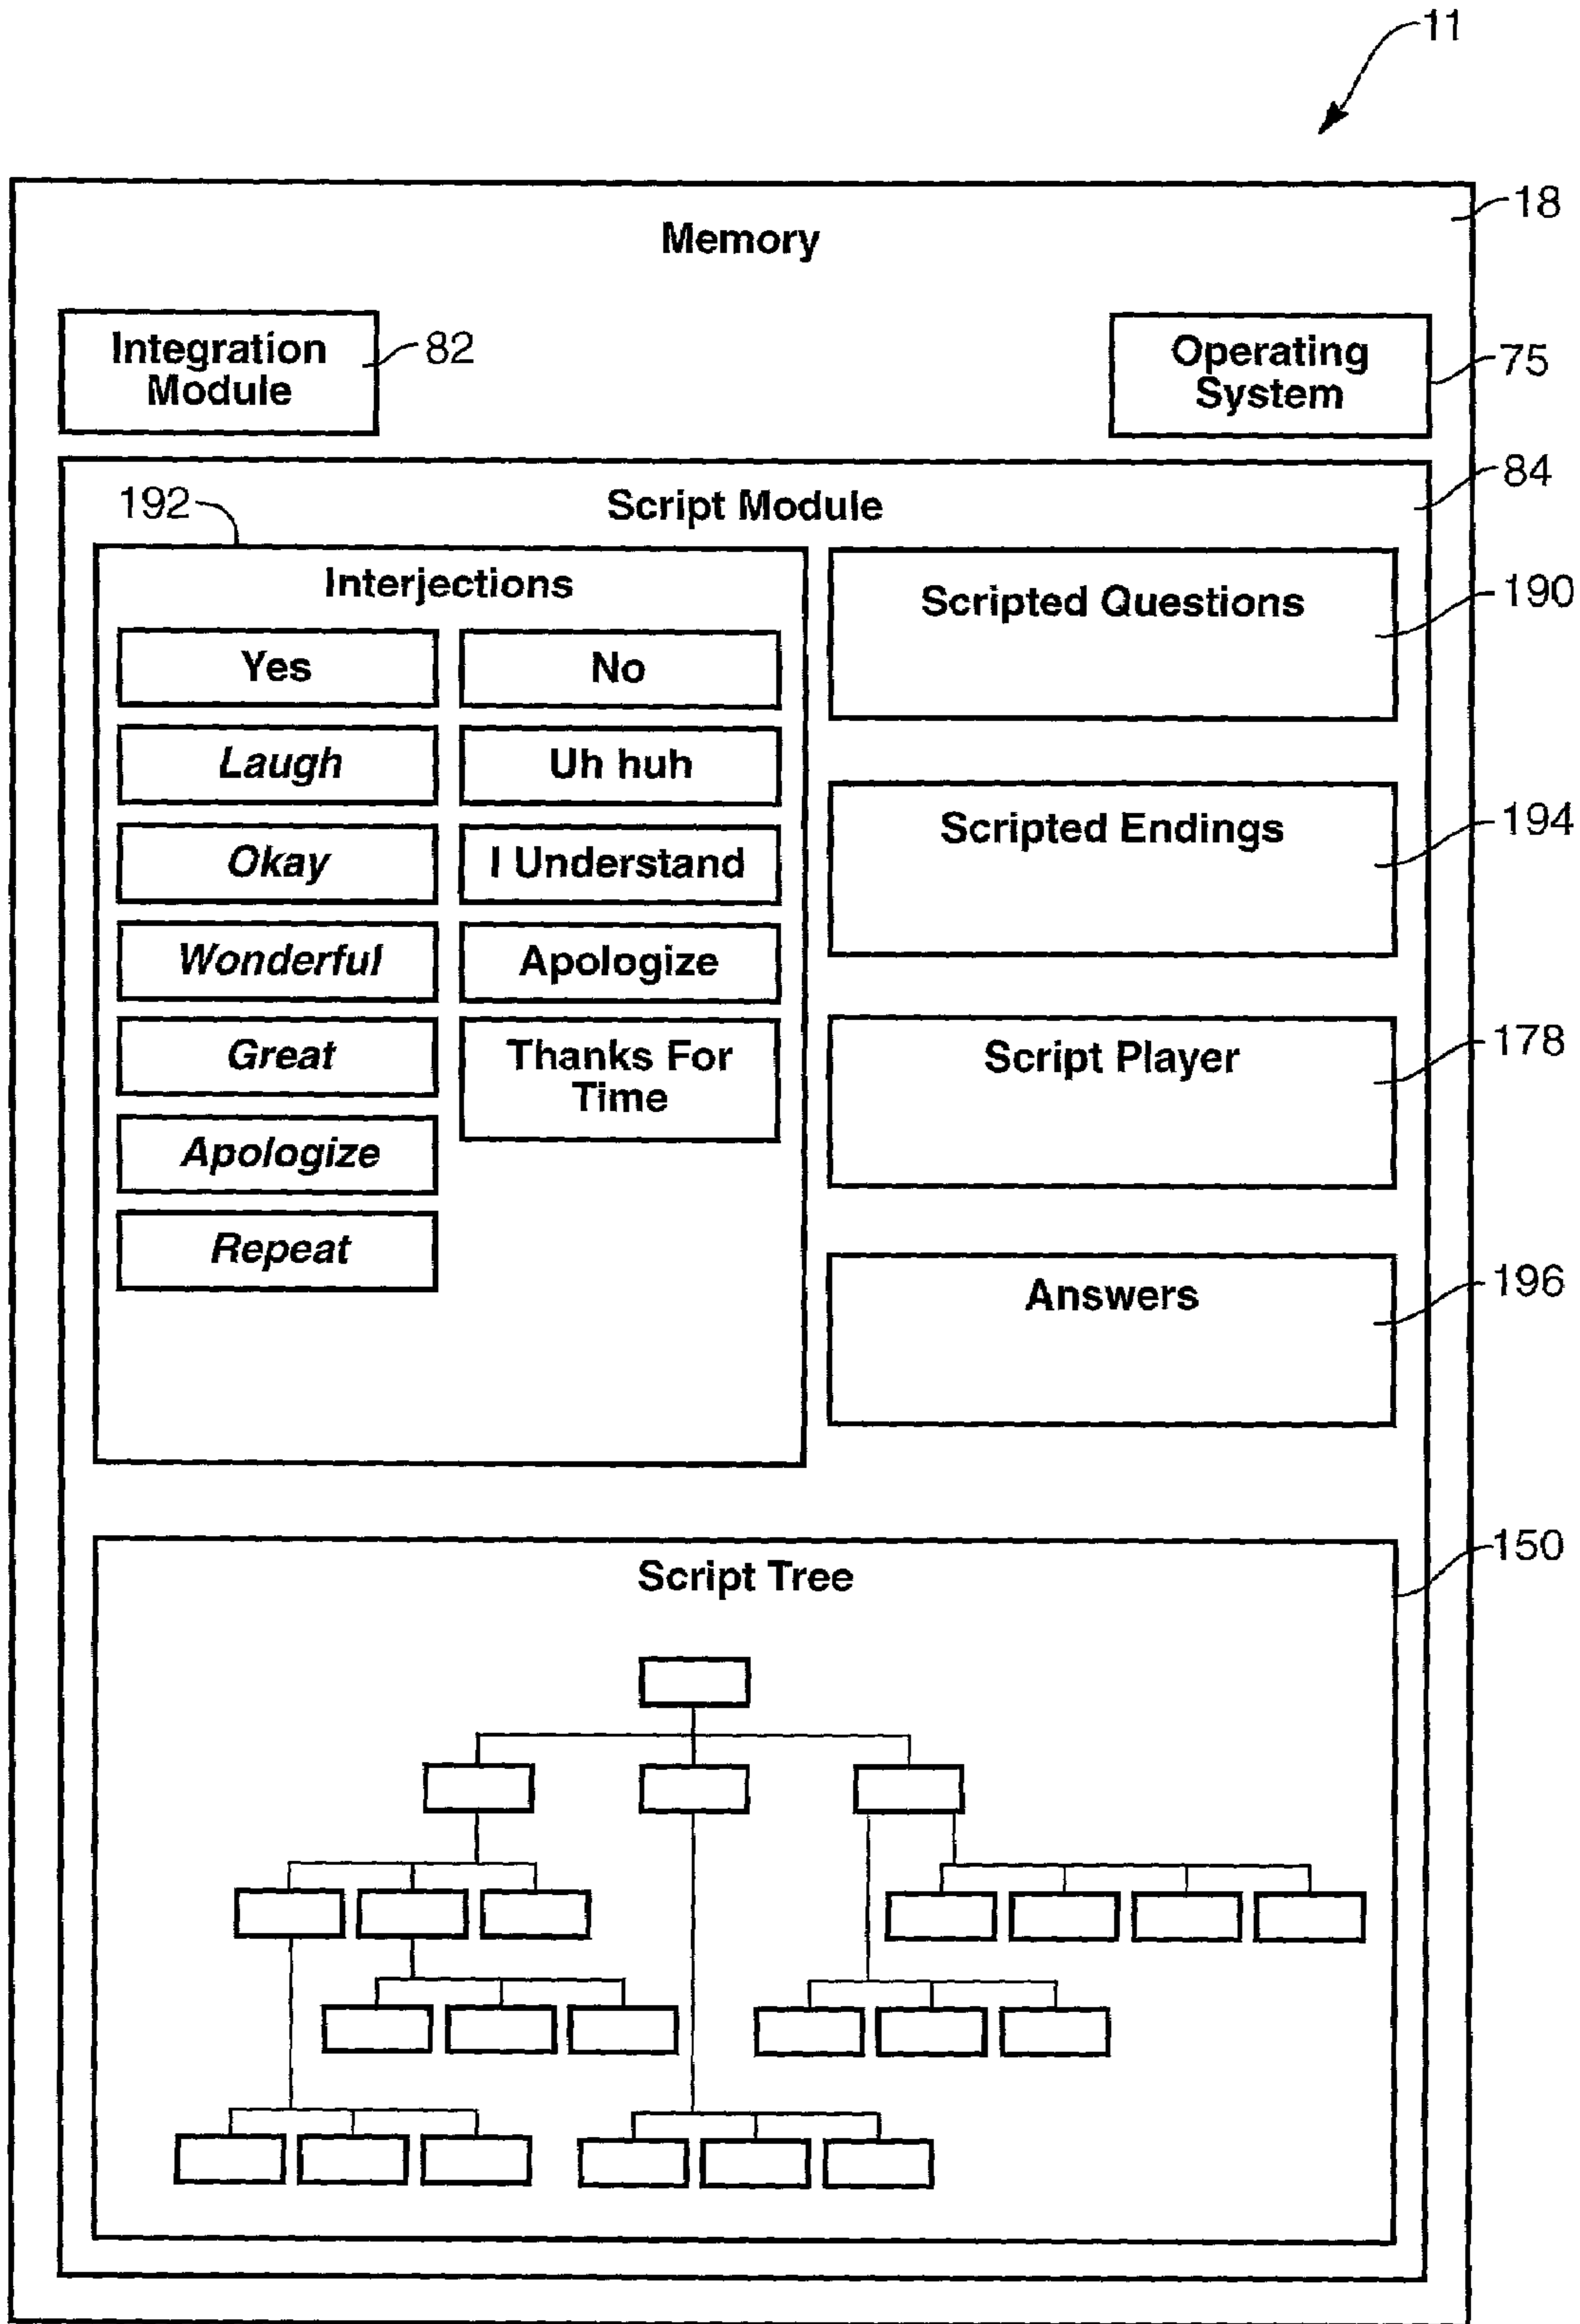 11
18
Memory
Integration
Module
82
Operating
System
75
84
Script Module
192
Interjections
Yes
No
Laugh
Uh huh
Okay
I Understand
Wonderful
Apologize
Great
Thanks For
Time
Apologize
Repeat
Scripted Questions
190
Scripted Endings
194
Script Player
178
Answers
196
150
Script Tree